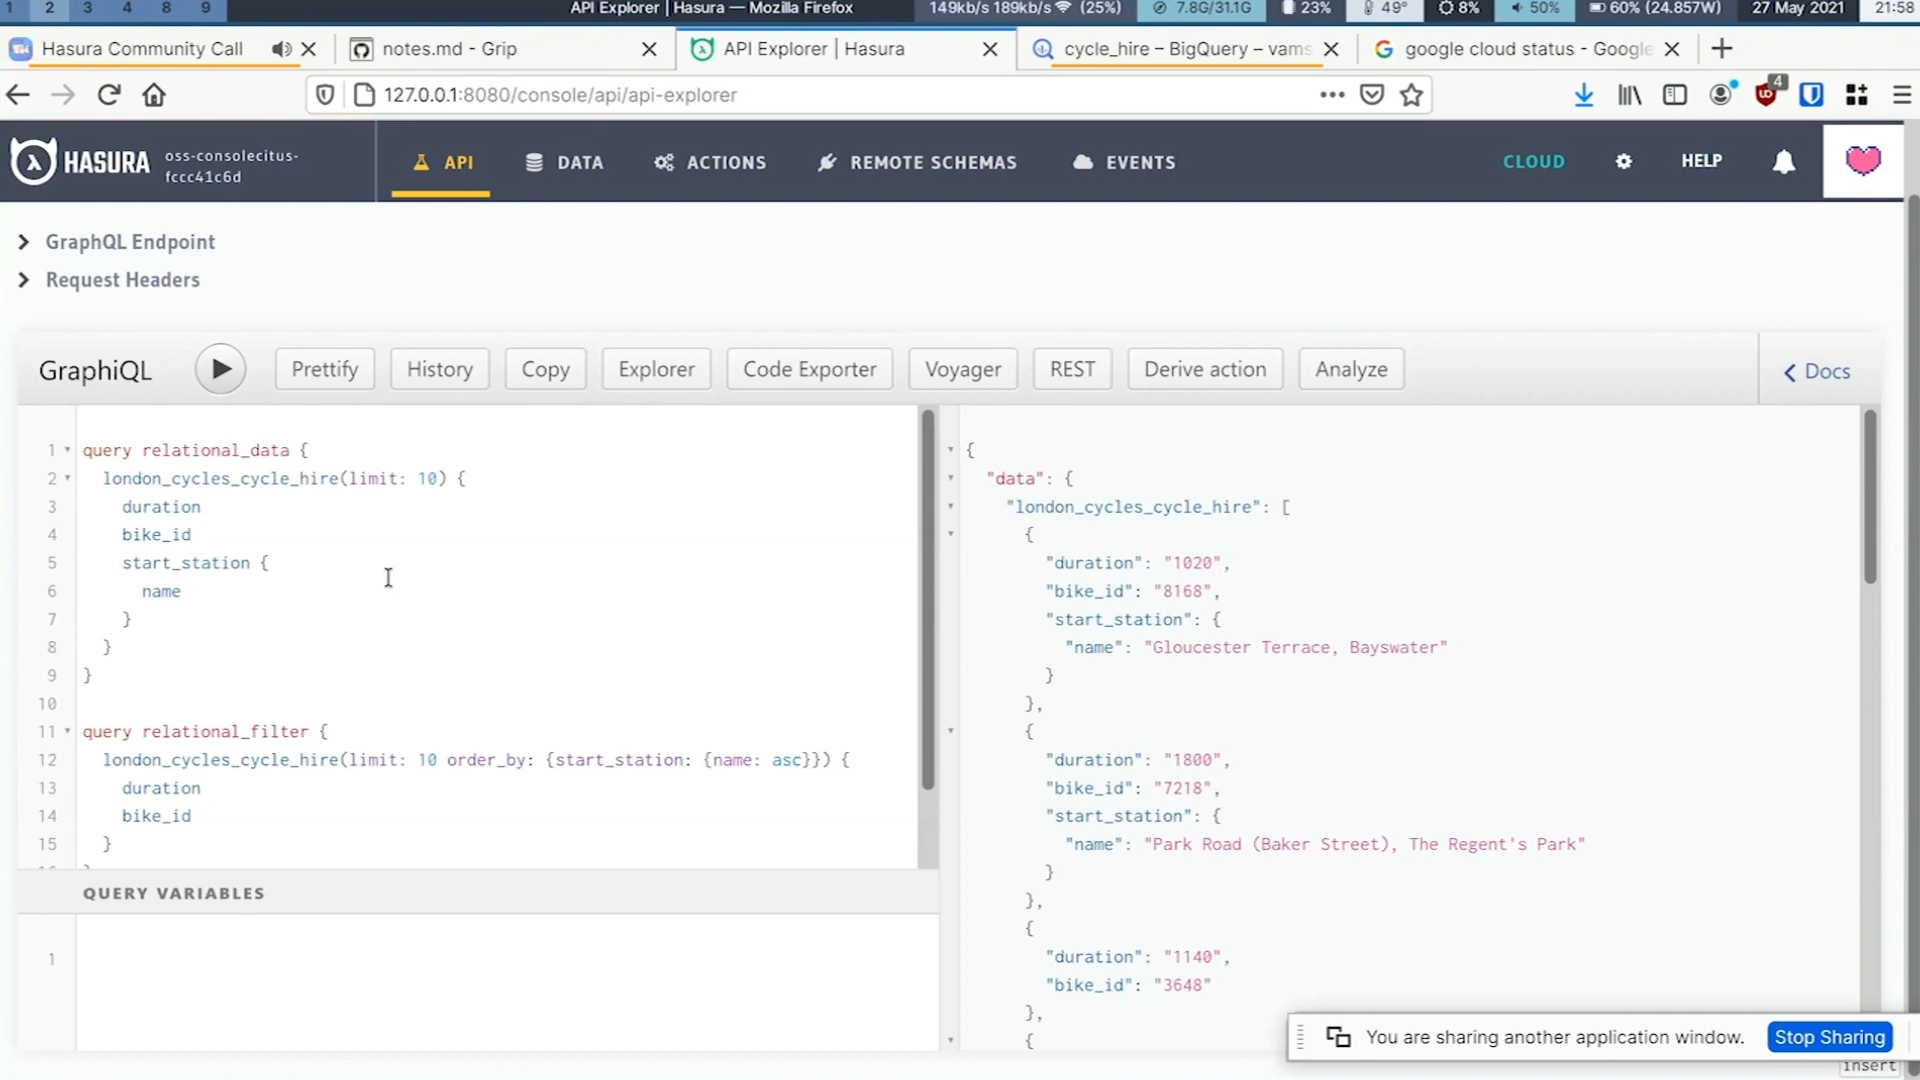 1 2 3 4 8 9 API Explorer | Hasura — Mozilla Firefox 149kb/s 189kb/s (25%) 7.8G/31.1G 23% 49° 8% 50% 60% (24.857W) 27 May 2021 21:58
Hasura Community Call notes.md - Grip API Explorer | Hasura cycle_hire – BigQuery – vams google cloud status - Google
127.0.0.1:8080/console/api/api-explorer 4
HASURA oss-consolecitus-
fccc41c6d
API DATA ACTIONS REMOTE SCHEMAS EVENTS CLOUD HELP
GraphQL Endpoint
Request Headers
GraphiQL Prettify History Copy Explorer Code Exporter Voyager REST Derive action Analyze Docs
1 query relational_data {
2 london_cycles_cycle_hire(limit: 10) {
3 duration
4 bike_id
5 start_station {
6 name
7 }
8 }
9 }
10
11 query relational_filter {
12 london_cycles_cycle_hire(limit: 10 order_by: {start_station: {name: asc}}) {
13 duration
14 bike_id
15 }
QUERY VARIABLES
1
{
"data": {
"london_cycles_cycle_hire": [
{
"duration": "1020",
"bike_id": "8168",
"start_station": {
"name": "Gloucester Terrace, Bayswater"
}
},
{
"duration": "1800",
"bike_id": "7218",
"start_station": {
"name": "Park Road (Baker Street), The Regent's Park"
}
},
{
"duration": "1140",
"bike_id": "3648"
},
{
You are sharing another application window. Stop Sharing
insert